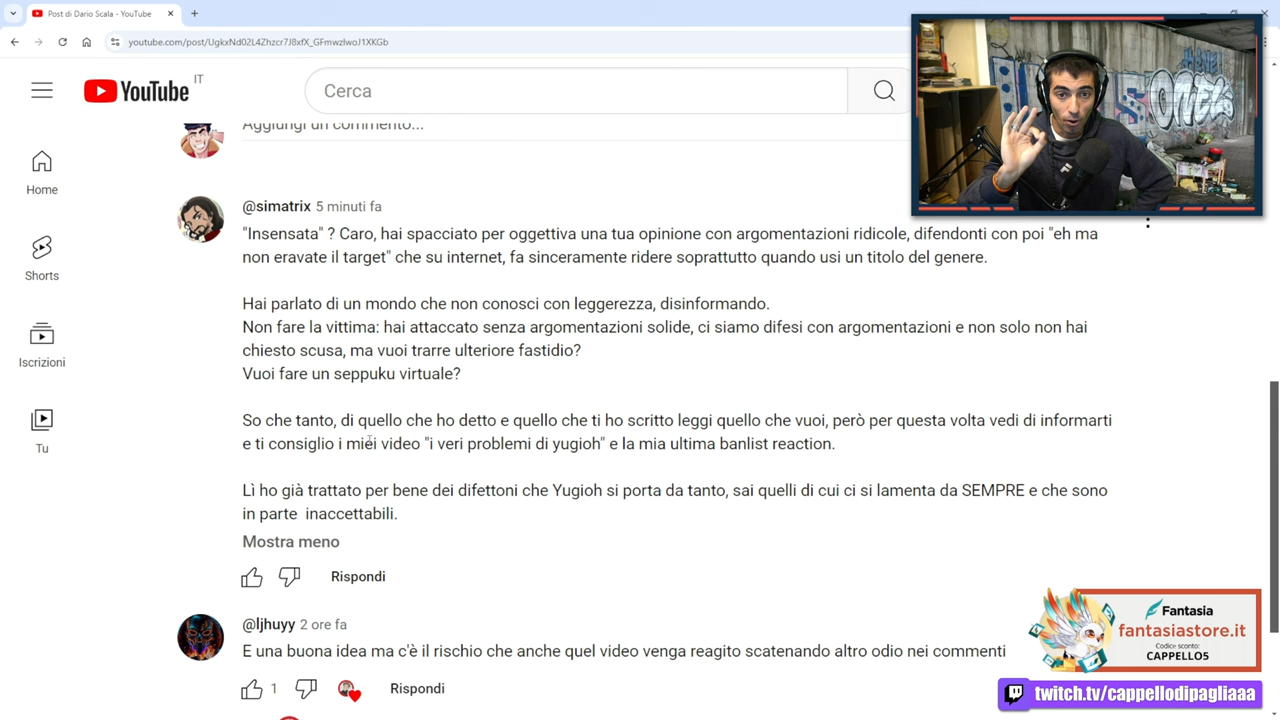 Post di Dario Scala - YouTube
youtube.com/post/UgkxNd02L4Zhzcr7J8xfX_GFmwzIwoJ1XKGb
YouTube IT
Cerca
Aggiungi un commento...
Home
Shorts
Iscrizioni
Tu
@simatrix 5 minuti fa
"Insensata" ? Caro, hai spacciato per oggettiva una tua opinione con argomentazioni ridicole, difendonti con poi "eh ma
non eravate il target" che su internet, fa sinceramente ridere soprattutto quando usi un titolo del genere.
Hai parlato di un mondo che non conosci con leggerezza, disinformando.
Non fare la vittima: hai attaccato senza argomentazioni solide, ci siamo difesi con argomentazioni e non solo non hai
chiesto scusa, ma vuoi trarre ulteriore fastidio?
Vuoi fare un seppuku virtuale?
So che tanto, di quello che ho detto e quello che ti ho scritto leggi quello che vuoi, però per questa volta vedi di informarti
e ti consiglio i miei video "i veri problemi di yugioh" e la mia ultima banlist reaction.
Lì ho già trattato per bene dei difettoni che Yugioh si porta da tanto, sai quelli di cui ci si lamenta da SEMPRE e che sono
in parte  inaccettabili.
Mostra meno
Rispondi
@ljhuyy 2 ore fa
E una buona idea ma c'è il rischio che anche quel video venga reagito scatenando altro odio nei commenti
1 Rispondi
Fantasia
fantasiastore.it
Codice sconto:
CAPPELLO5
twitch.tv/cappellodipagliaaa